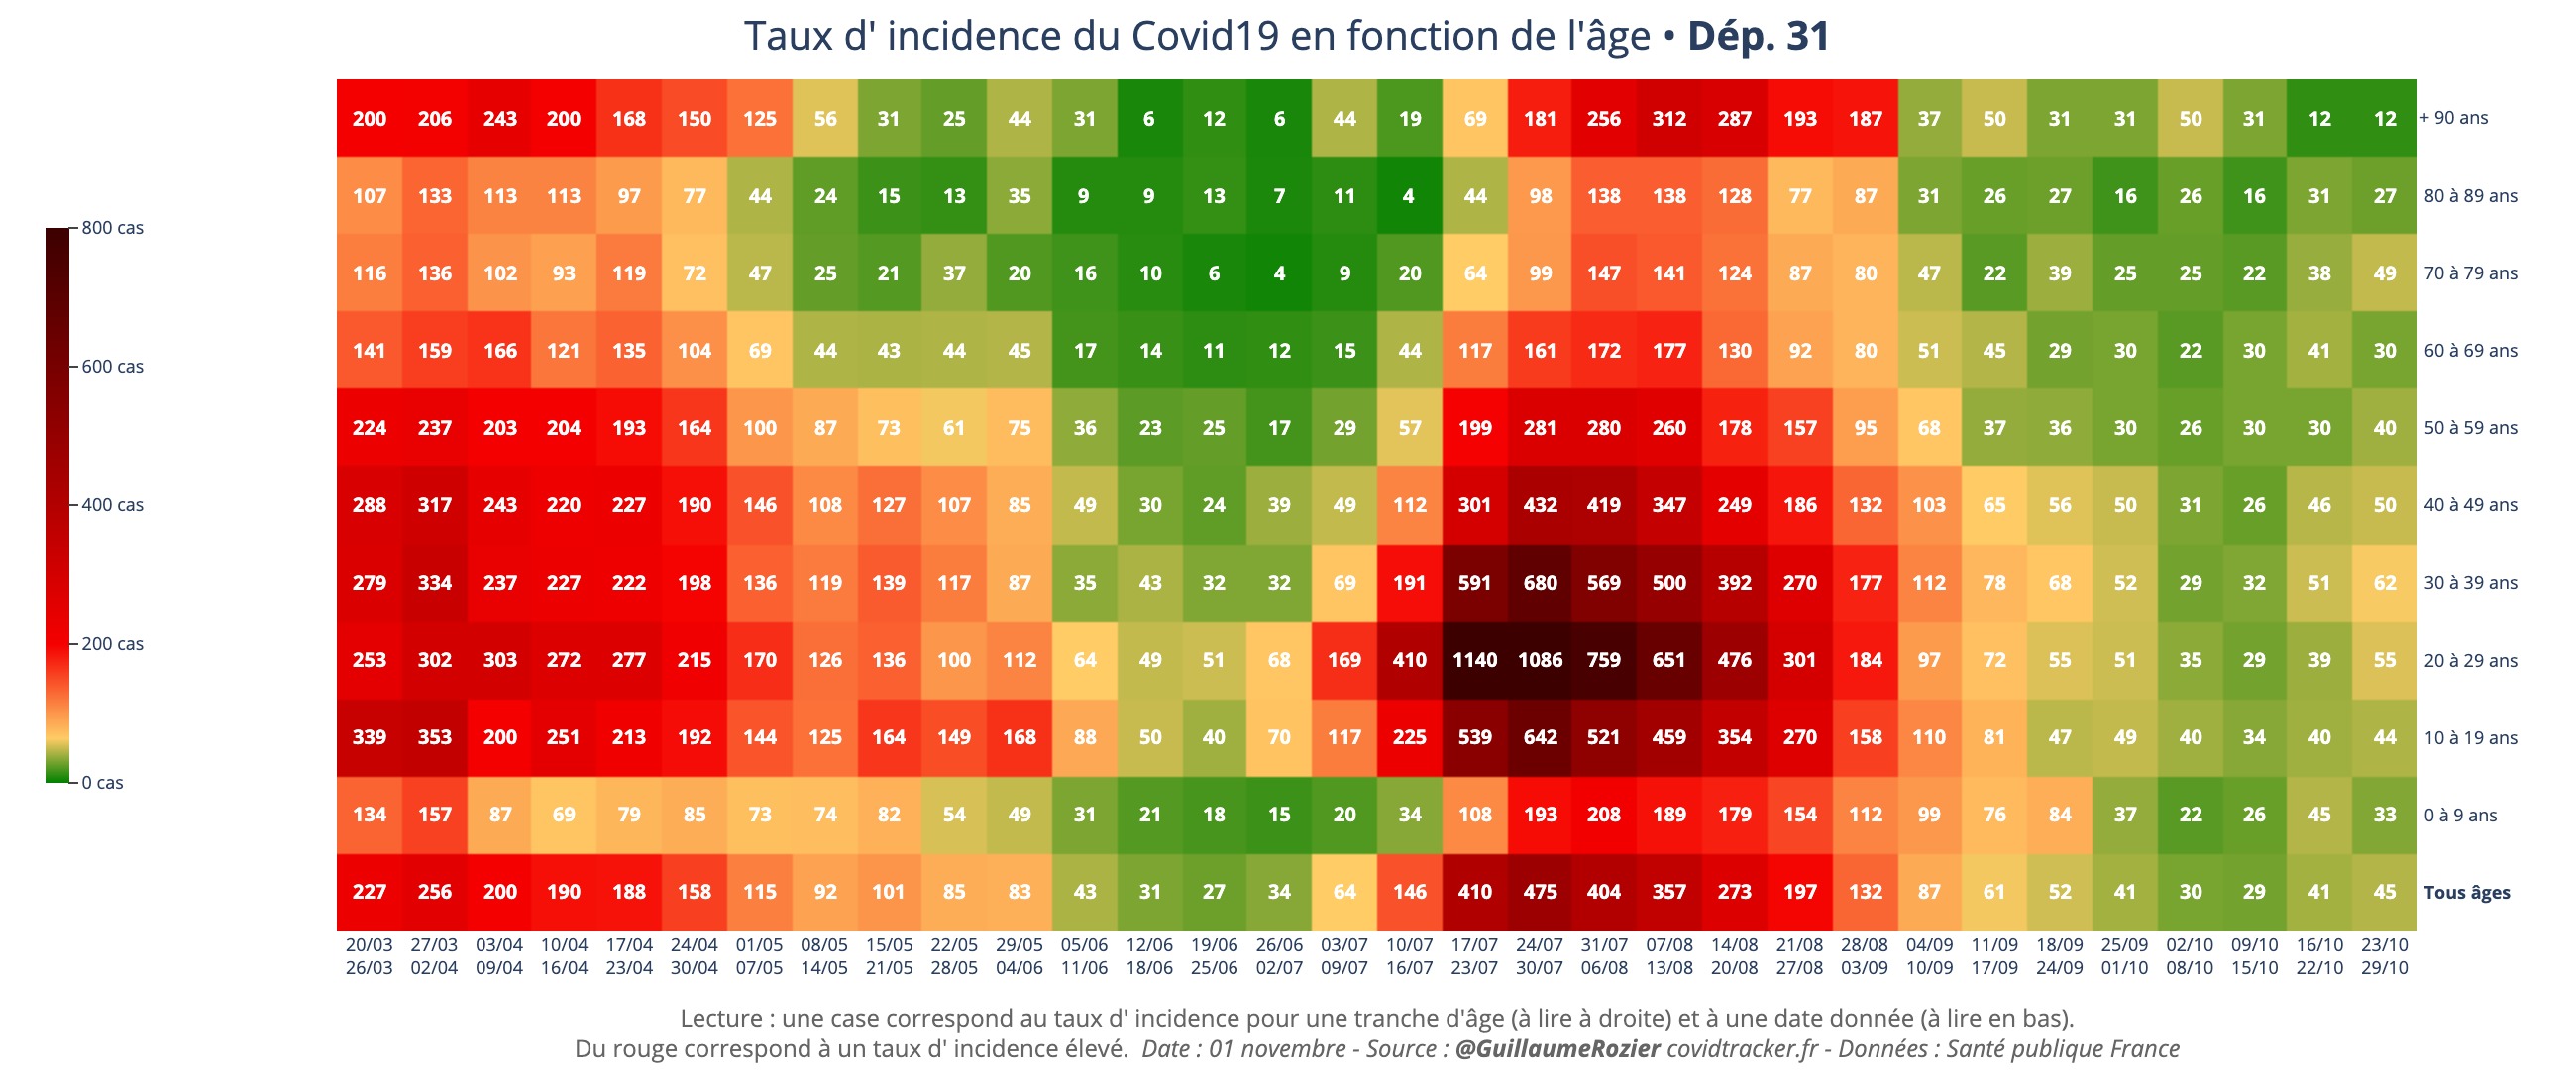 Taux d' incidence du Covid19 en fonction de l'âge • Dép. 31
800 cas
600 cas
400 cas
200 cas
0 cas
200 206 243 200 168 150 125 56 31 25 44 31 6 12 6 44 19 69 181 256 312 287 193 187 37 50 31 31 50 31 12 12 + 90 ans
107 133 113 113 97 77 44 24 15 13 35 9 9 13 7 11 4 44 98 138 138 128 77 87 31 26 27 16 26 16 31 27 80 à 89 ans
116 136 102 93 119 72 47 25 21 37 20 16 10 6 4 9 20 64 99 147 141 124 87 80 47 22 39 25 25 22 38 49 70 à 79 ans
141 159 166 121 135 104 69 44 43 44 45 17 14 11 12 15 44 117 161 172 177 130 92 80 51 45 29 30 22 30 41 30 60 à 69 ans
224 237 203 204 193 164 100 87 73 61 75 36 23 25 17 29 57 199 281 280 260 178 157 95 68 37 36 30 26 30 30 40 50 à 59 ans
288 317 243 220 227 190 146 108 127 107 85 49 30 24 39 49 112 301 432 419 347 249 186 132 103 65 56 50 31 26 46 50 40 à 49 ans
279 334 237 227 222 198 136 119 139 117 87 35 43 32 32 69 191 591 680 569 500 392 270 177 112 78 68 52 29 32 51 62 30 à 39 ans
253 302 303 272 277 215 170 126 136 100 112 64 49 51 68 169 410 1140 1086 759 651 476 301 184 97 72 55 51 35 29 39 55 20 à 29 ans
339 353 200 251 213 192 144 125 164 149 168 88 50 40 70 117 225 539 642 521 459 354 270 158 110 81 47 49 40 34 40 44 10 à 19 ans
134 157 87 69 79 85 73 74 82 54 49 31 21 18 15 20 34 108 193 208 189 179 154 112 99 76 84 37 22 26 45 33 0 à 9 ans
227 256 200 190 188 158 115 92 101 85 83 43 31 27 34 64 146 410 475 404 357 273 197 132 87 61 52 41 30 29 41 45 Tous âges
20/03 27/03 03/04 10/04 17/04 24/04 01/05 08/05 15/05 22/05 29/05 05/06 12/06 19/06 26/06 03/07 10/07 17/07 24/07 31/07 07/08 14/08 21/08 28/08 04/09 11/09 18/09 25/09 02/10 09/10 16/10 23/10
26/03 02/04 09/04 16/04 23/04 30/04 07/05 14/05 21/05 28/05 04/06 11/06 18/06 25/06 02/07 09/07 16/07 23/07 30/07 06/08 13/08 20/08 27/08 03/09 10/09 17/09 24/09 01/10 08/10 15/10 22/10 29/10
Lecture : une case correspond au taux d' incidence pour une tranche d'âge (à lire à droite) et à une date donnée (à lire en bas).
Du rouge correspond à un taux d' incidence élevé. Date : 01 novembre - Source : @GuillaumeRozier covidtracker.fr - Données : Santé publique France